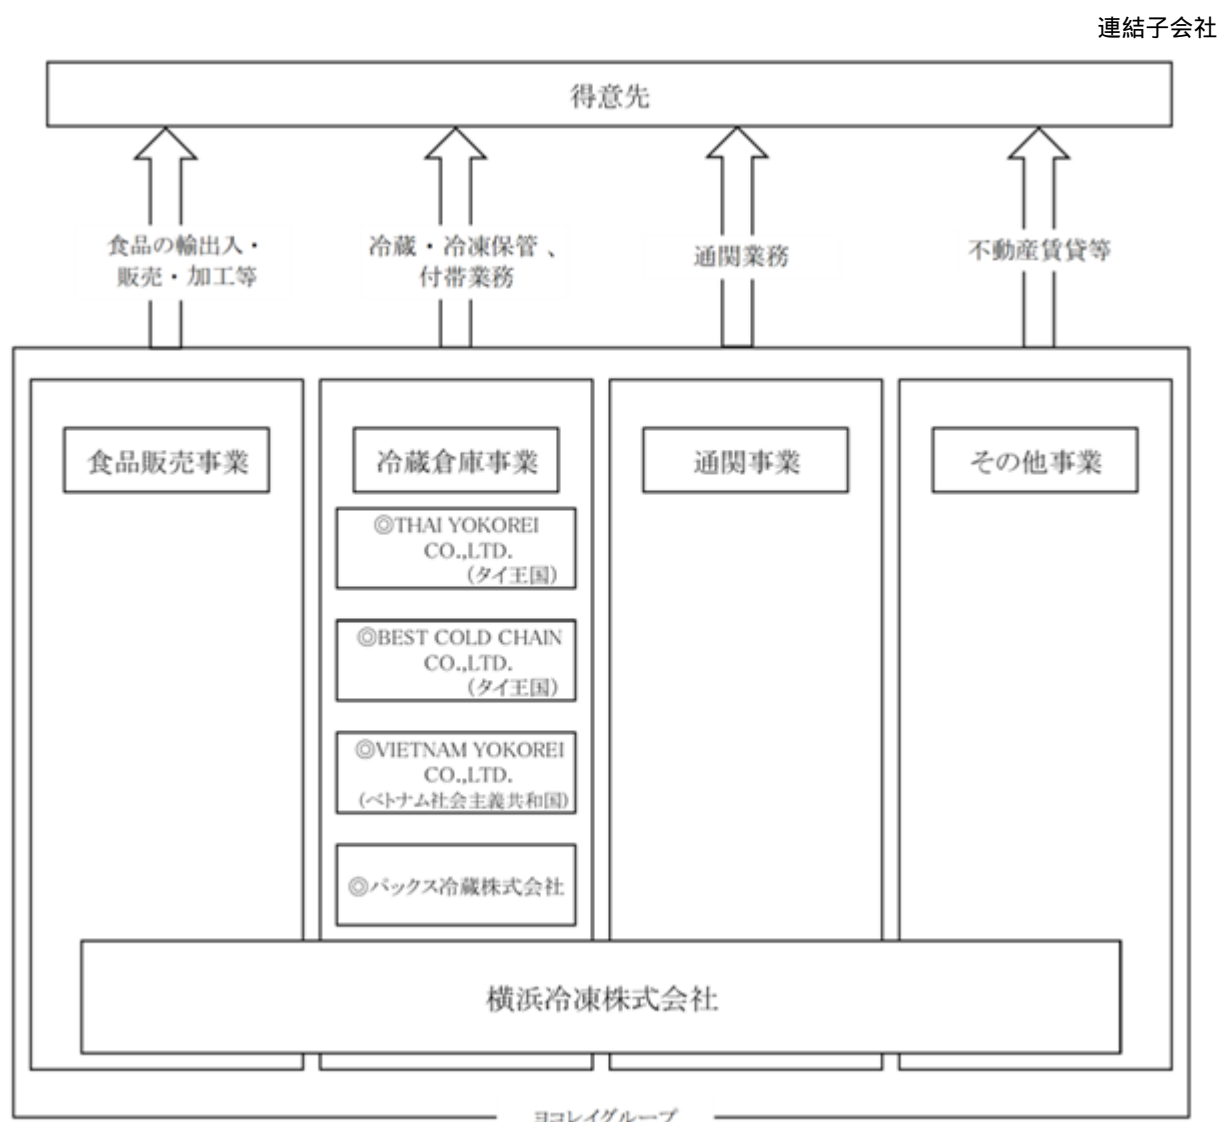 連結子会社
得意先
食品の輸出入・
販売・加工等
冷蔵・冷凍保管、
付帯業務
通関業務
不動産賃貸等
食品販売事業
冷蔵倉庫事業
通関事業
その他事業
◎THAI YOKOREI
CO.,LTD.
(タイ王国)
◎BEST COLD CHAIN
CO.,LTD.
(タイ王国)
◎VIETNAM YOKOREI
CO.,LTD.
(ベトナム社会主義共和国)
◎パックス冷蔵株式会社
横浜冷凍株式会社
ヨコレイグループ